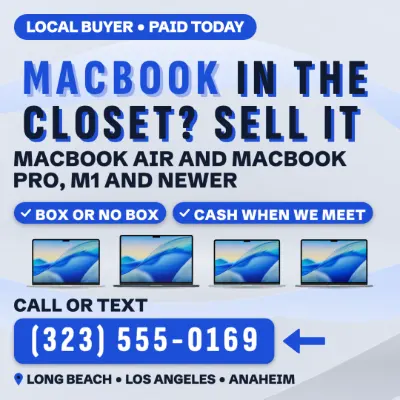 LOCAL BUYER • PAID TODAY
MACBOOK IN THE
CLOSET? SELL IT
MACBOOK AIR AND MACBOOK
PRO, M1 AND NEWER
✓ BOX OR NO BOX ✓ CASH WHEN WE MEET
CALL OR TEXT
(323) 555-0169
LONG BEACH • LOS ANGELES • ANAHEIM